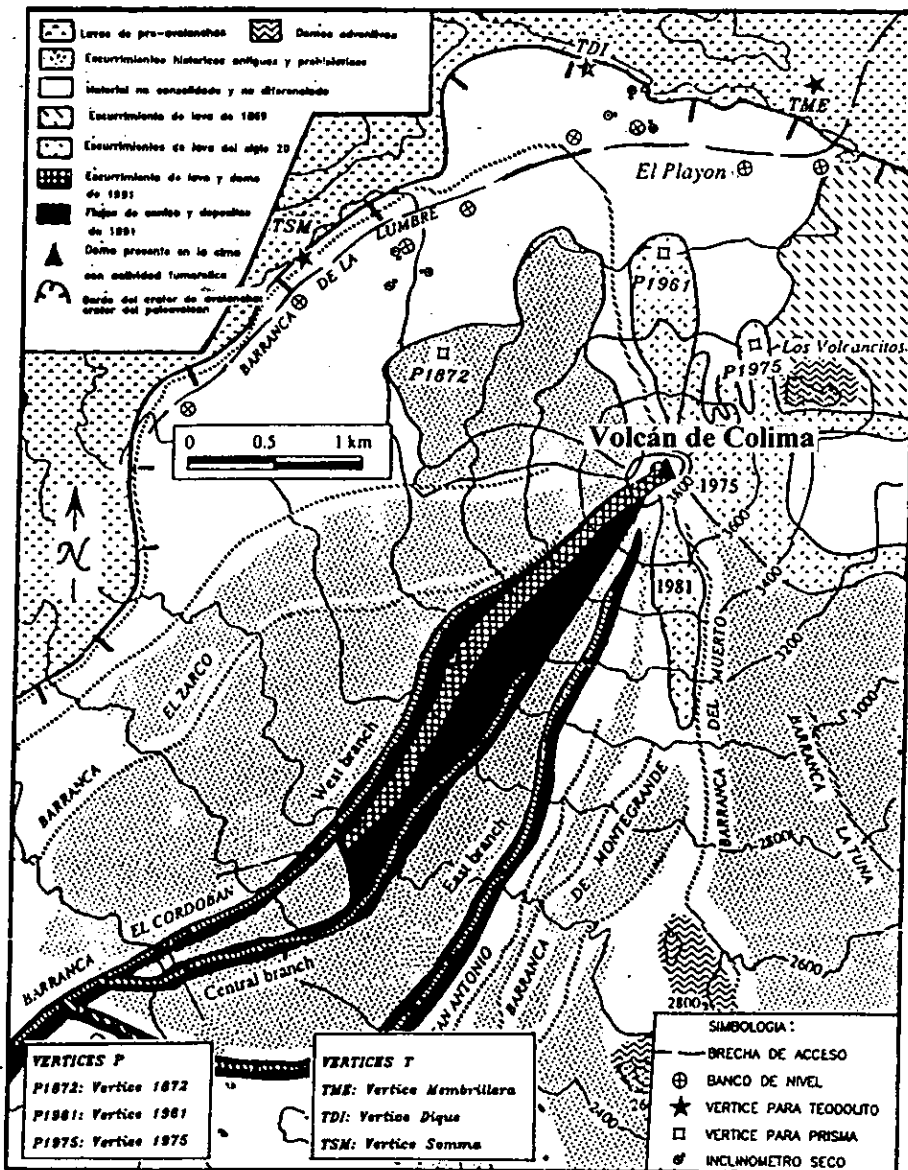 Lavas de pre-avalanchas
Domos adventivos
Escurrimientos historicos antiguos y prehistoricos
Material no consolidado y no diferenciado
Escurrimiento de lava de 1869
Escurrimientos de lava del siglo 20
Escurrimiento de lava y domo
de 1991
Flujos de y depositos
de 1991
Domo presente en la cima
con actividad fumarolica
Borde del crater de avalancha:
crater del paleovolcan
TDI
TME
El Playon
TSM
BARRANCA DE LA LUMBRE
P1961
P1872
P1975
Los Volcancitos
0 0.5 1 km
Volcán de Colima
N
1975
3800
3600
3400
1981
3200
3000
BARRANCA DEL MUERTO
BARRANCA LA TUNA
BARRANCA EL ZARCO
West branch
2800
East branch
BARRANCA DE MONTEGRANDE
BARRANCA EL CORDOBAN
Central branch
AN ANTONIO
2600
2800
26
2400
VERTICES P
P1872: Vertice 1872
P1961: Vertice 1961
P1975: Vertice 1975
VERTICES T
TME: Vertice Membrillera
TDI: Vertice Dique
TSM: Vertice Somma
SIMBOLOGIA:
BRECHA DE ACCESO
BANCO DE NIVEL
VERTICE PARA TEODOLITO
VERTICE PARA PRISMA
INCLINOMETRO SECO